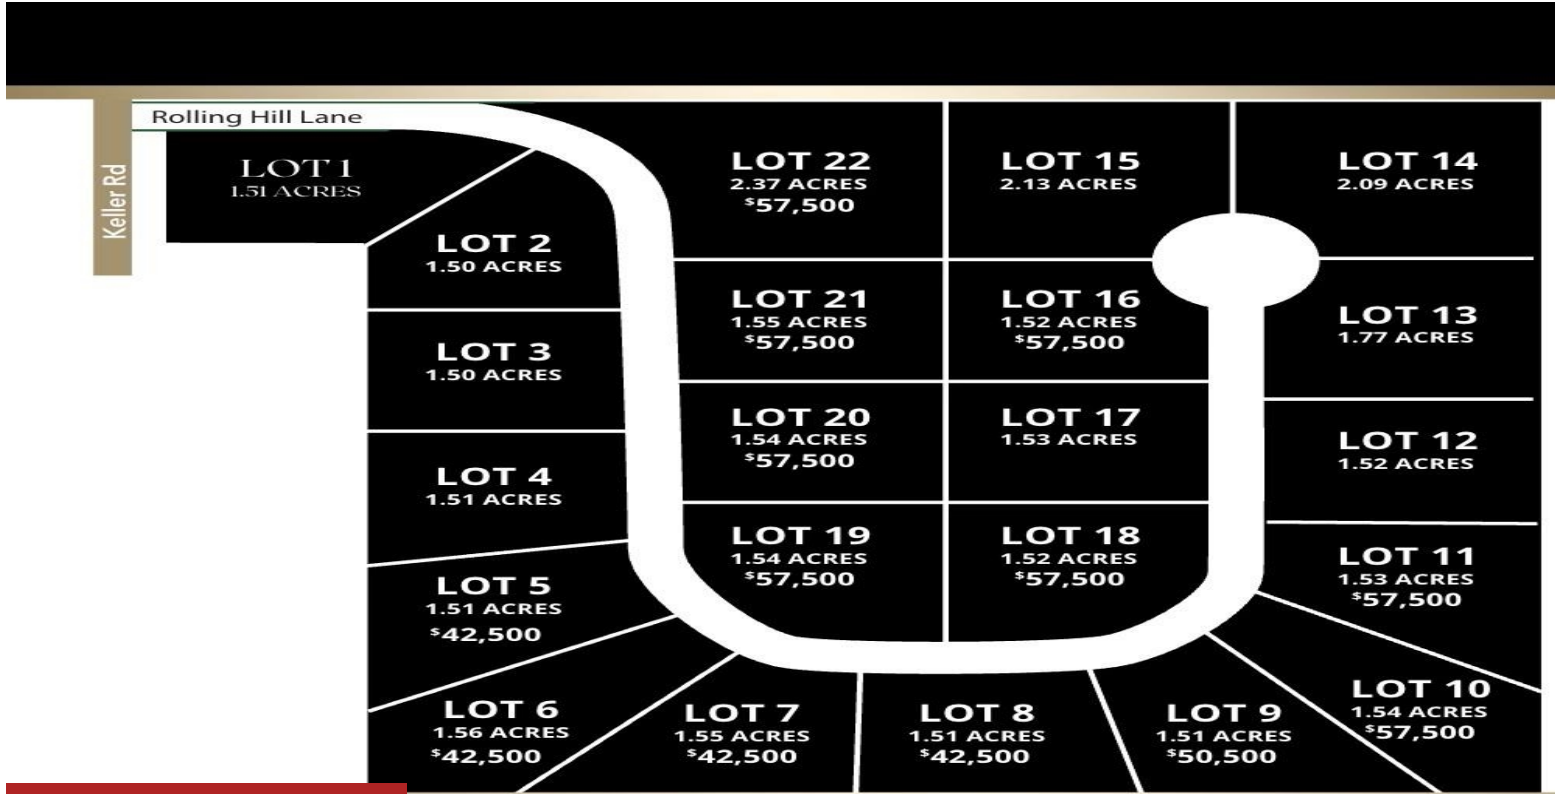 Rolling Hill Lane
Keller Rd
LOT 1
1.51 ACRES
LOT 2
1.50 ACRES
LOT 3
1.50 ACRES
LOT 4
1.51 ACRES
LOT 5
1.51 ACRES
$42,500
LOT 6
1.56 ACRES
$42,500
LOT 7
1.55 ACRES
$42,500
LOT 8
1.51 ACRES
$42,500
LOT 9
1.51 ACRES
$50,500
LOT 10
1.54 ACRES
$57,500
LOT 11
1.53 ACRES
$57,500
LOT 12
1.52 ACRES
LOT 13
1.77 ACRES
LOT 14
2.09 ACRES
LOT 15
2.13 ACRES
LOT 16
1.52 ACRES
$57,500
LOT 17
1.53 ACRES
LOT 18
1.52 ACRES
$57,500
LOT 19
1.54 ACRES
$57,500
LOT 20
1.54 ACRES
$57,500
LOT 21
1.55 ACRES
$57,500
LOT 22
2.37 ACRES
$57,500